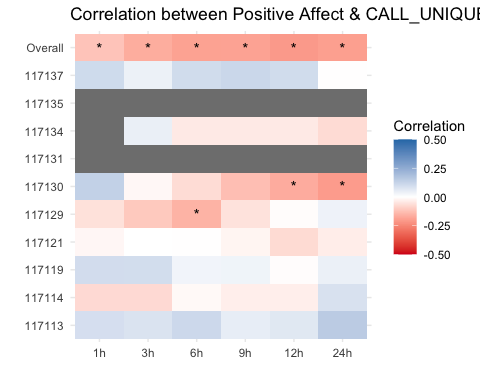 Correlation between Positive Affect & CALL_UNIQUE
Overall * * * * * *
117137
117135
117134
117131
117130 * *
117129 *
117121
117119
117114
117113
1h 3h 6h 9h 12h 24h
Correlation
0.50
0.25
0.00
-0.25
-0.50